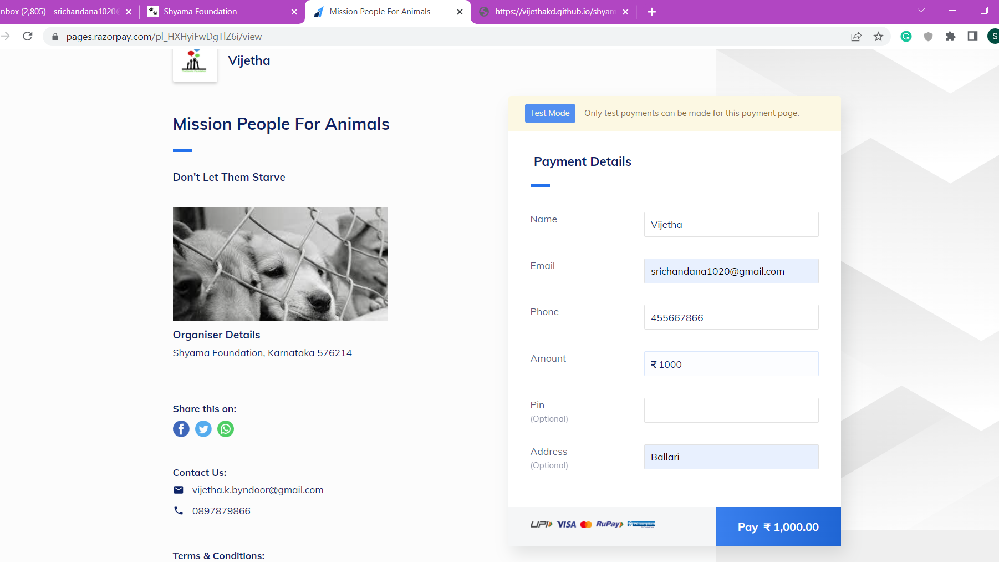 nbox (2,805) - srichandana1020
Shyama Foundation
Mission People For Animals
https://vijethakd.github.io/shyam
pages.razorpay.com/pl_HXHyiFwDgTlZ6i/view
S
Vijetha
Test Mode
Only test payments can be made for this payment page.
Mission People For Animals
Don't Let Them Starve
Organiser Details
Shyama Foundation, Karnataka 576214
Share this on:
Contact Us:
vijetha.k.byndoor@gmail.com
0897879866
Terms & Conditions:
Payment Details
Name
Vijetha
Email
srichandana1020@gmail.com
Phone
455667866
Amount
₹ 1000
Pin
(Optional)
Address
(Optional)
Ballari
UPI VISA RuPay PCI compliant
Pay ₹ 1,000.00